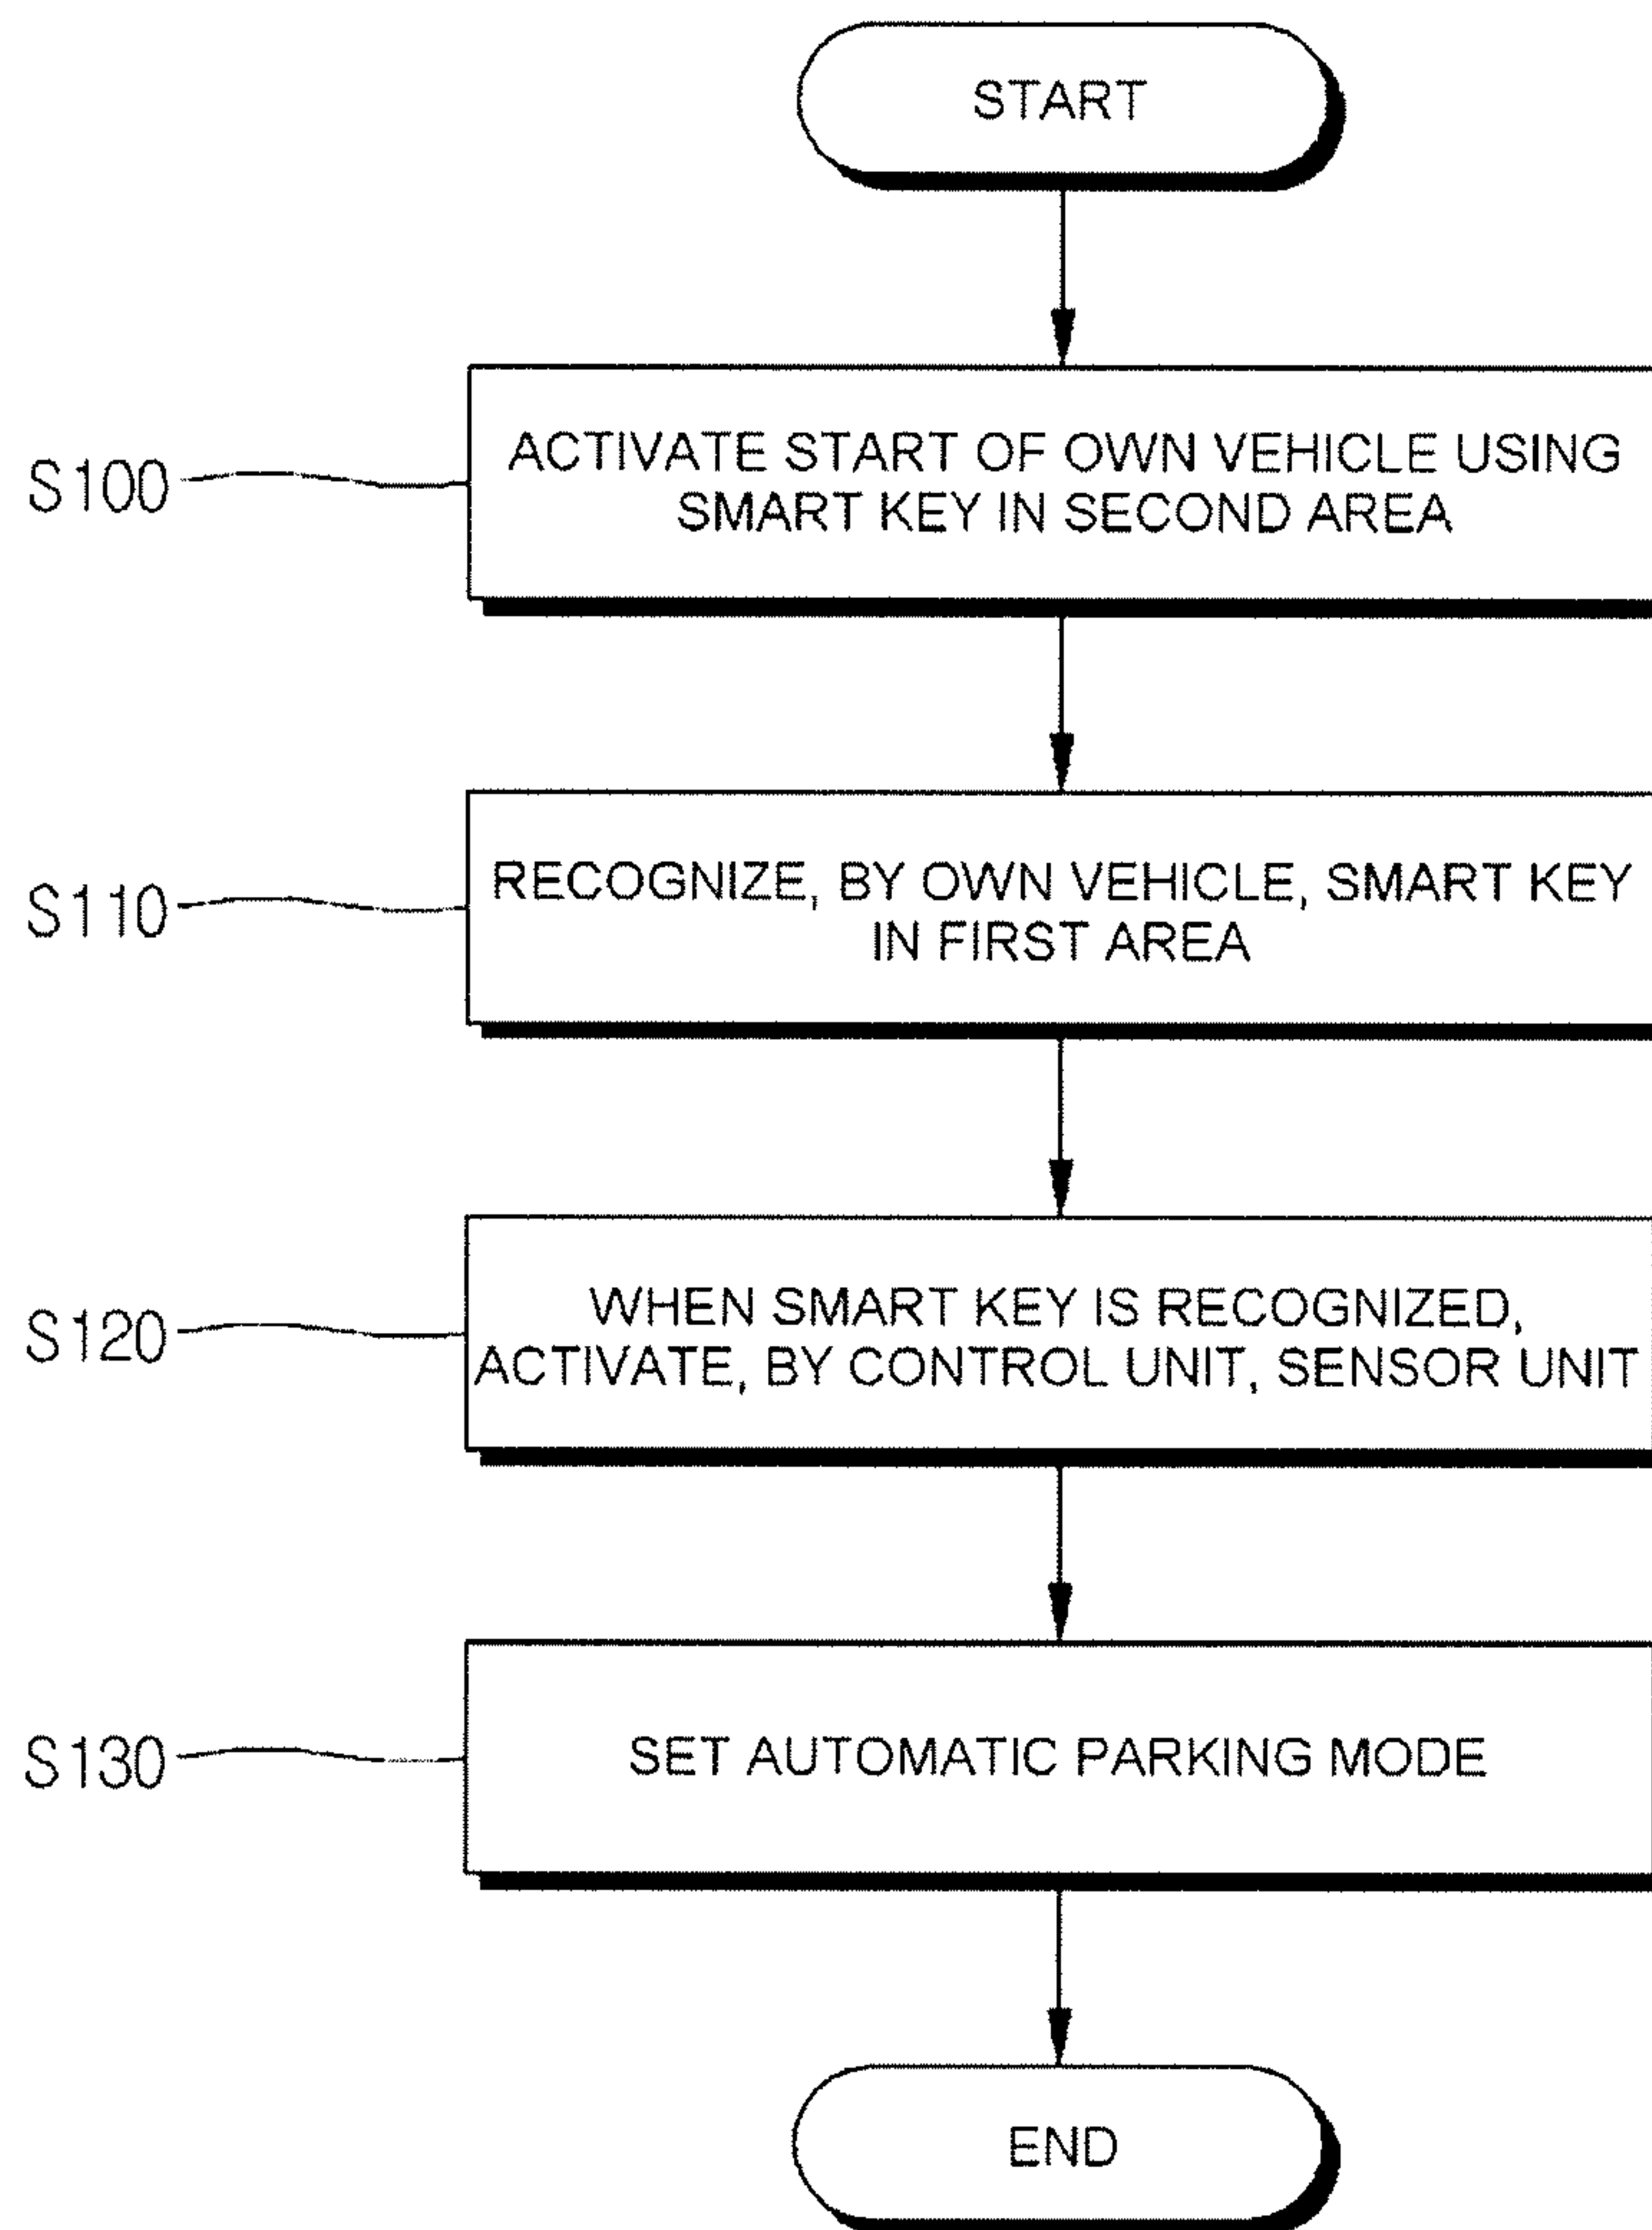 START
S100
ACTIVATE START OF OWN VEHICLE USING
SMART KEY IN SECOND AREA
S110
RECOGNIZE, BY OWN VEHICLE, SMART KEY
IN FIRST AREA
S120
WHEN SMART KEY IS RECOGNIZED,
ACTIVATE, BY CONTROL UNIT, SENSOR UNIT
S130
SET AUTOMATIC PARKING MODE
END